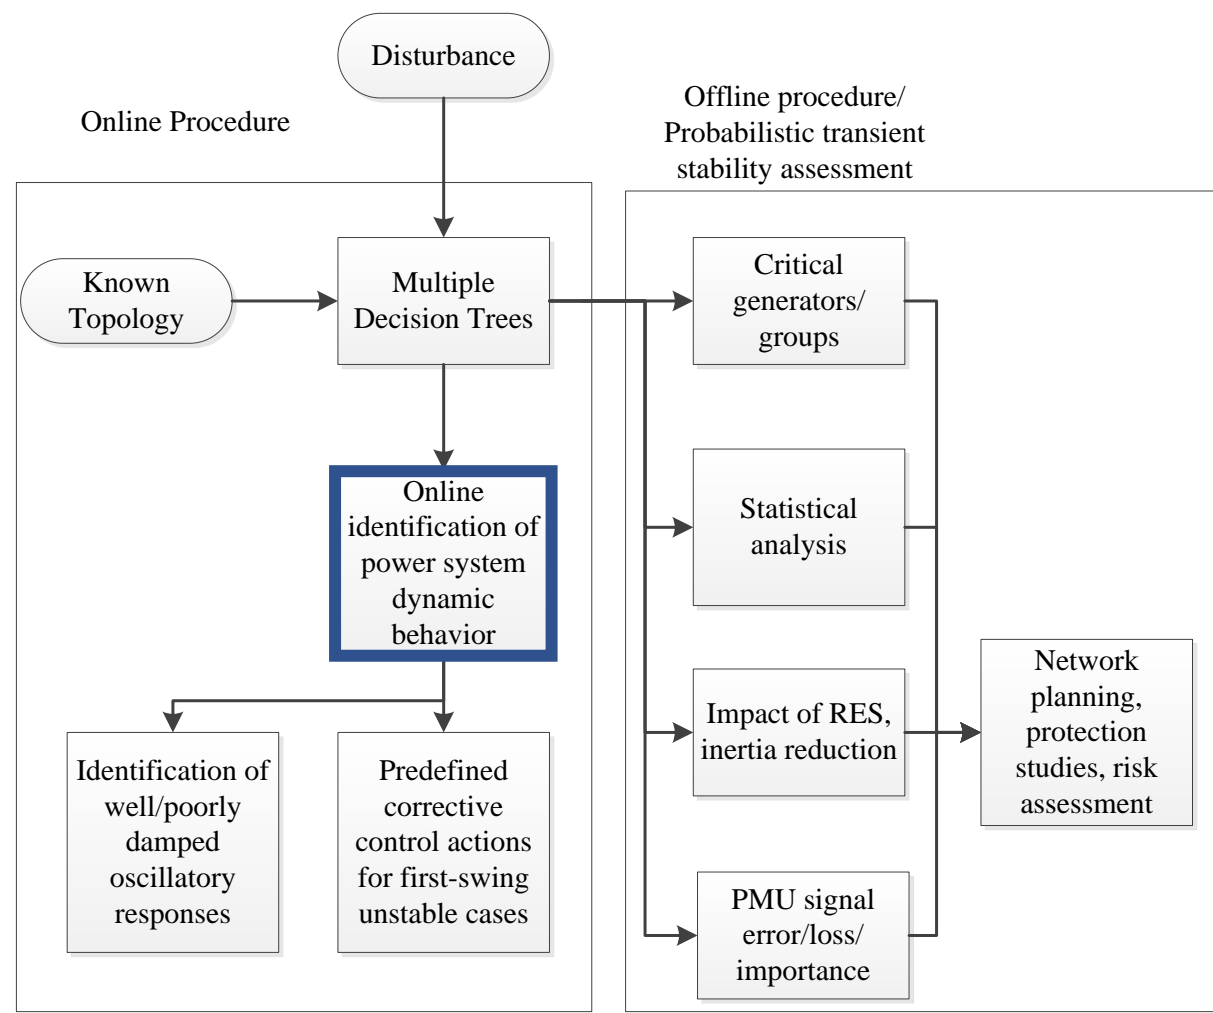 Disturbance
Online Procedure
Offline procedure/
Probabilistic transient
stability assessment
Known
Topology
Multiple
Decision Trees
Critical
generators/
groups
Online
identification of
power system
dynamic
behavior
Statistical
analysis
Impact of RES,
inertia reduction
Network
planning,
protection
studies, risk
assessment
Identification of
well/poorly
damped
oscillatory
responses
Predefined
corrective
control actions
for first-swing
unstable cases
PMU signal
error/loss/
importance